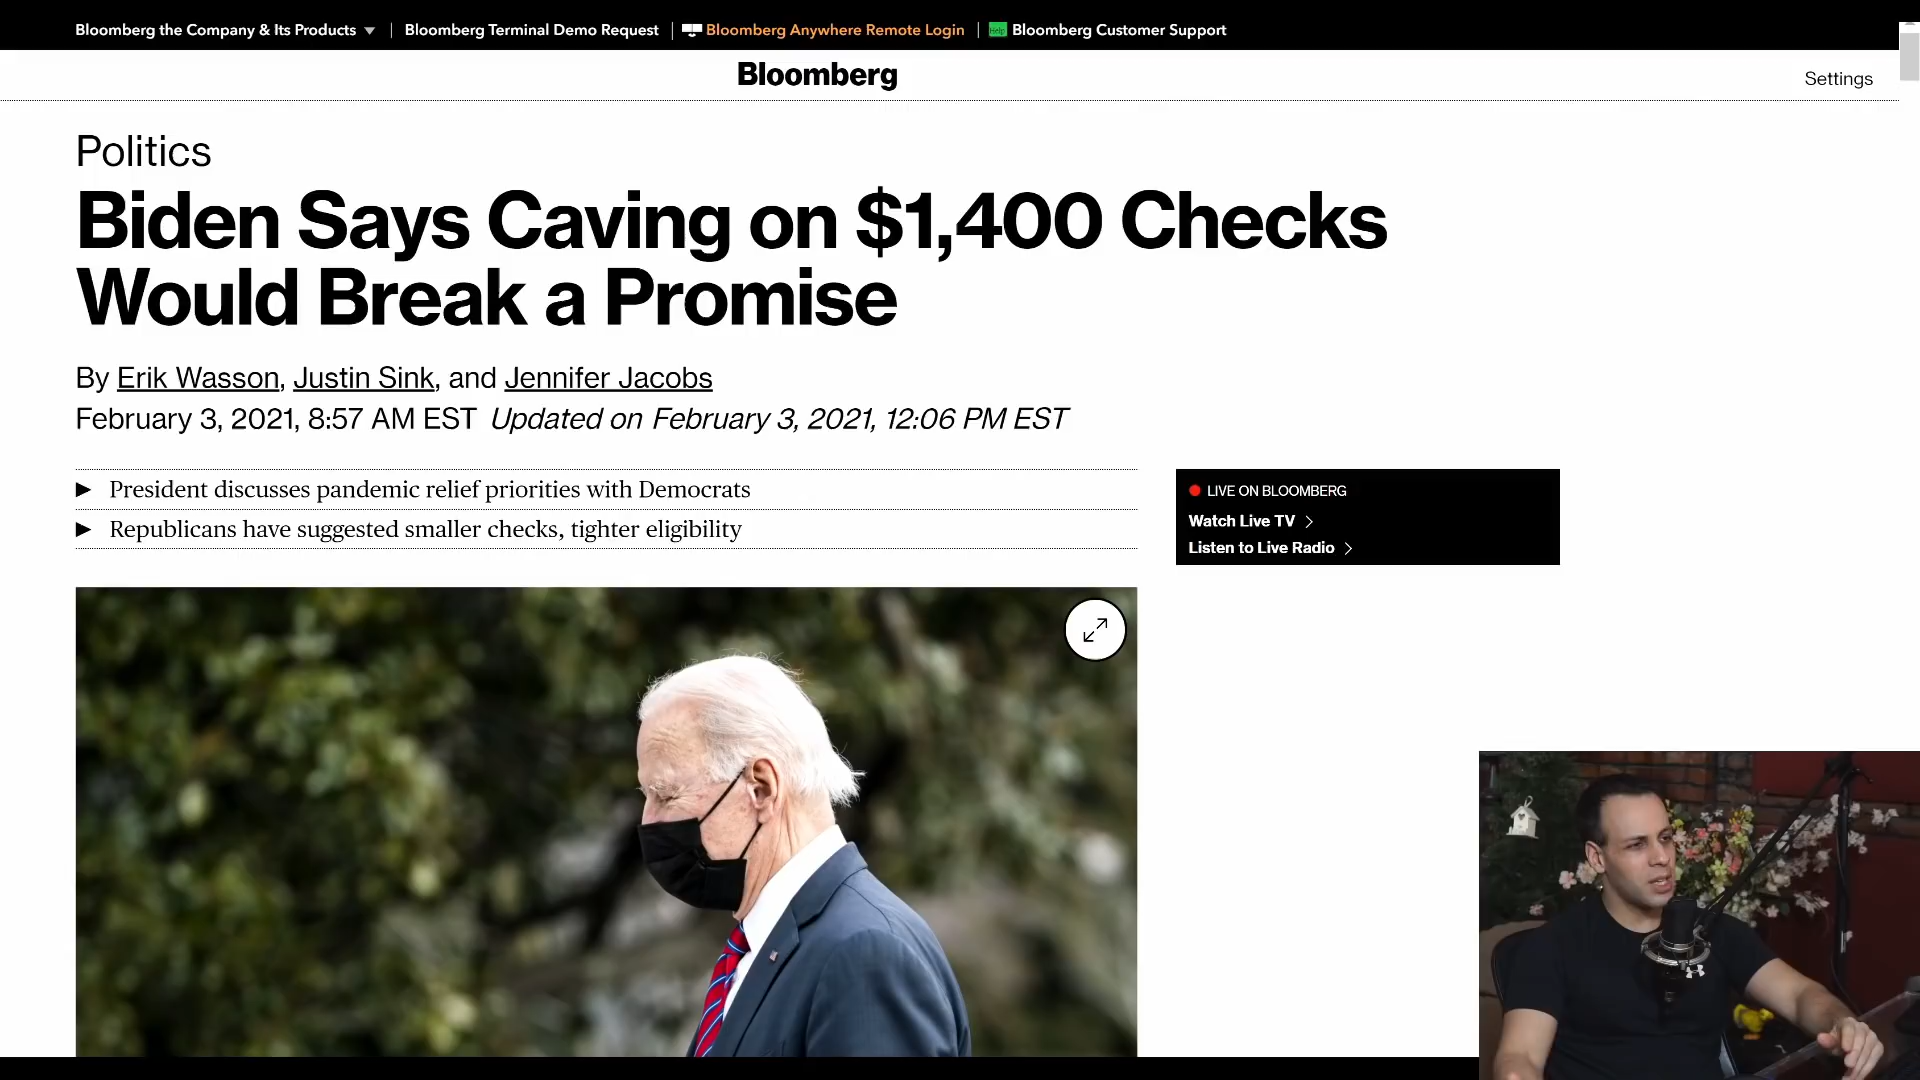 Bloomberg the Company & Its Products ▼ | Bloomberg Terminal Demo Request | Bloomberg Anywhere Remote Login | Help Bloomberg Customer Support
Bloomberg
Settings
Politics
Biden Says Caving on $1,400 Checks
Would Break a Promise
By Erik Wasson, Justin Sink, and Jennifer Jacobs
February 3, 2021, 8:57 AM EST Updated on February 3, 2021, 12:06 PM EST
► President discusses pandemic relief priorities with Democrats
► Republicans have suggested smaller checks, tighter eligibility
LIVE ON BLOOMBERG
Watch Live TV >
Listen to Live Radio >